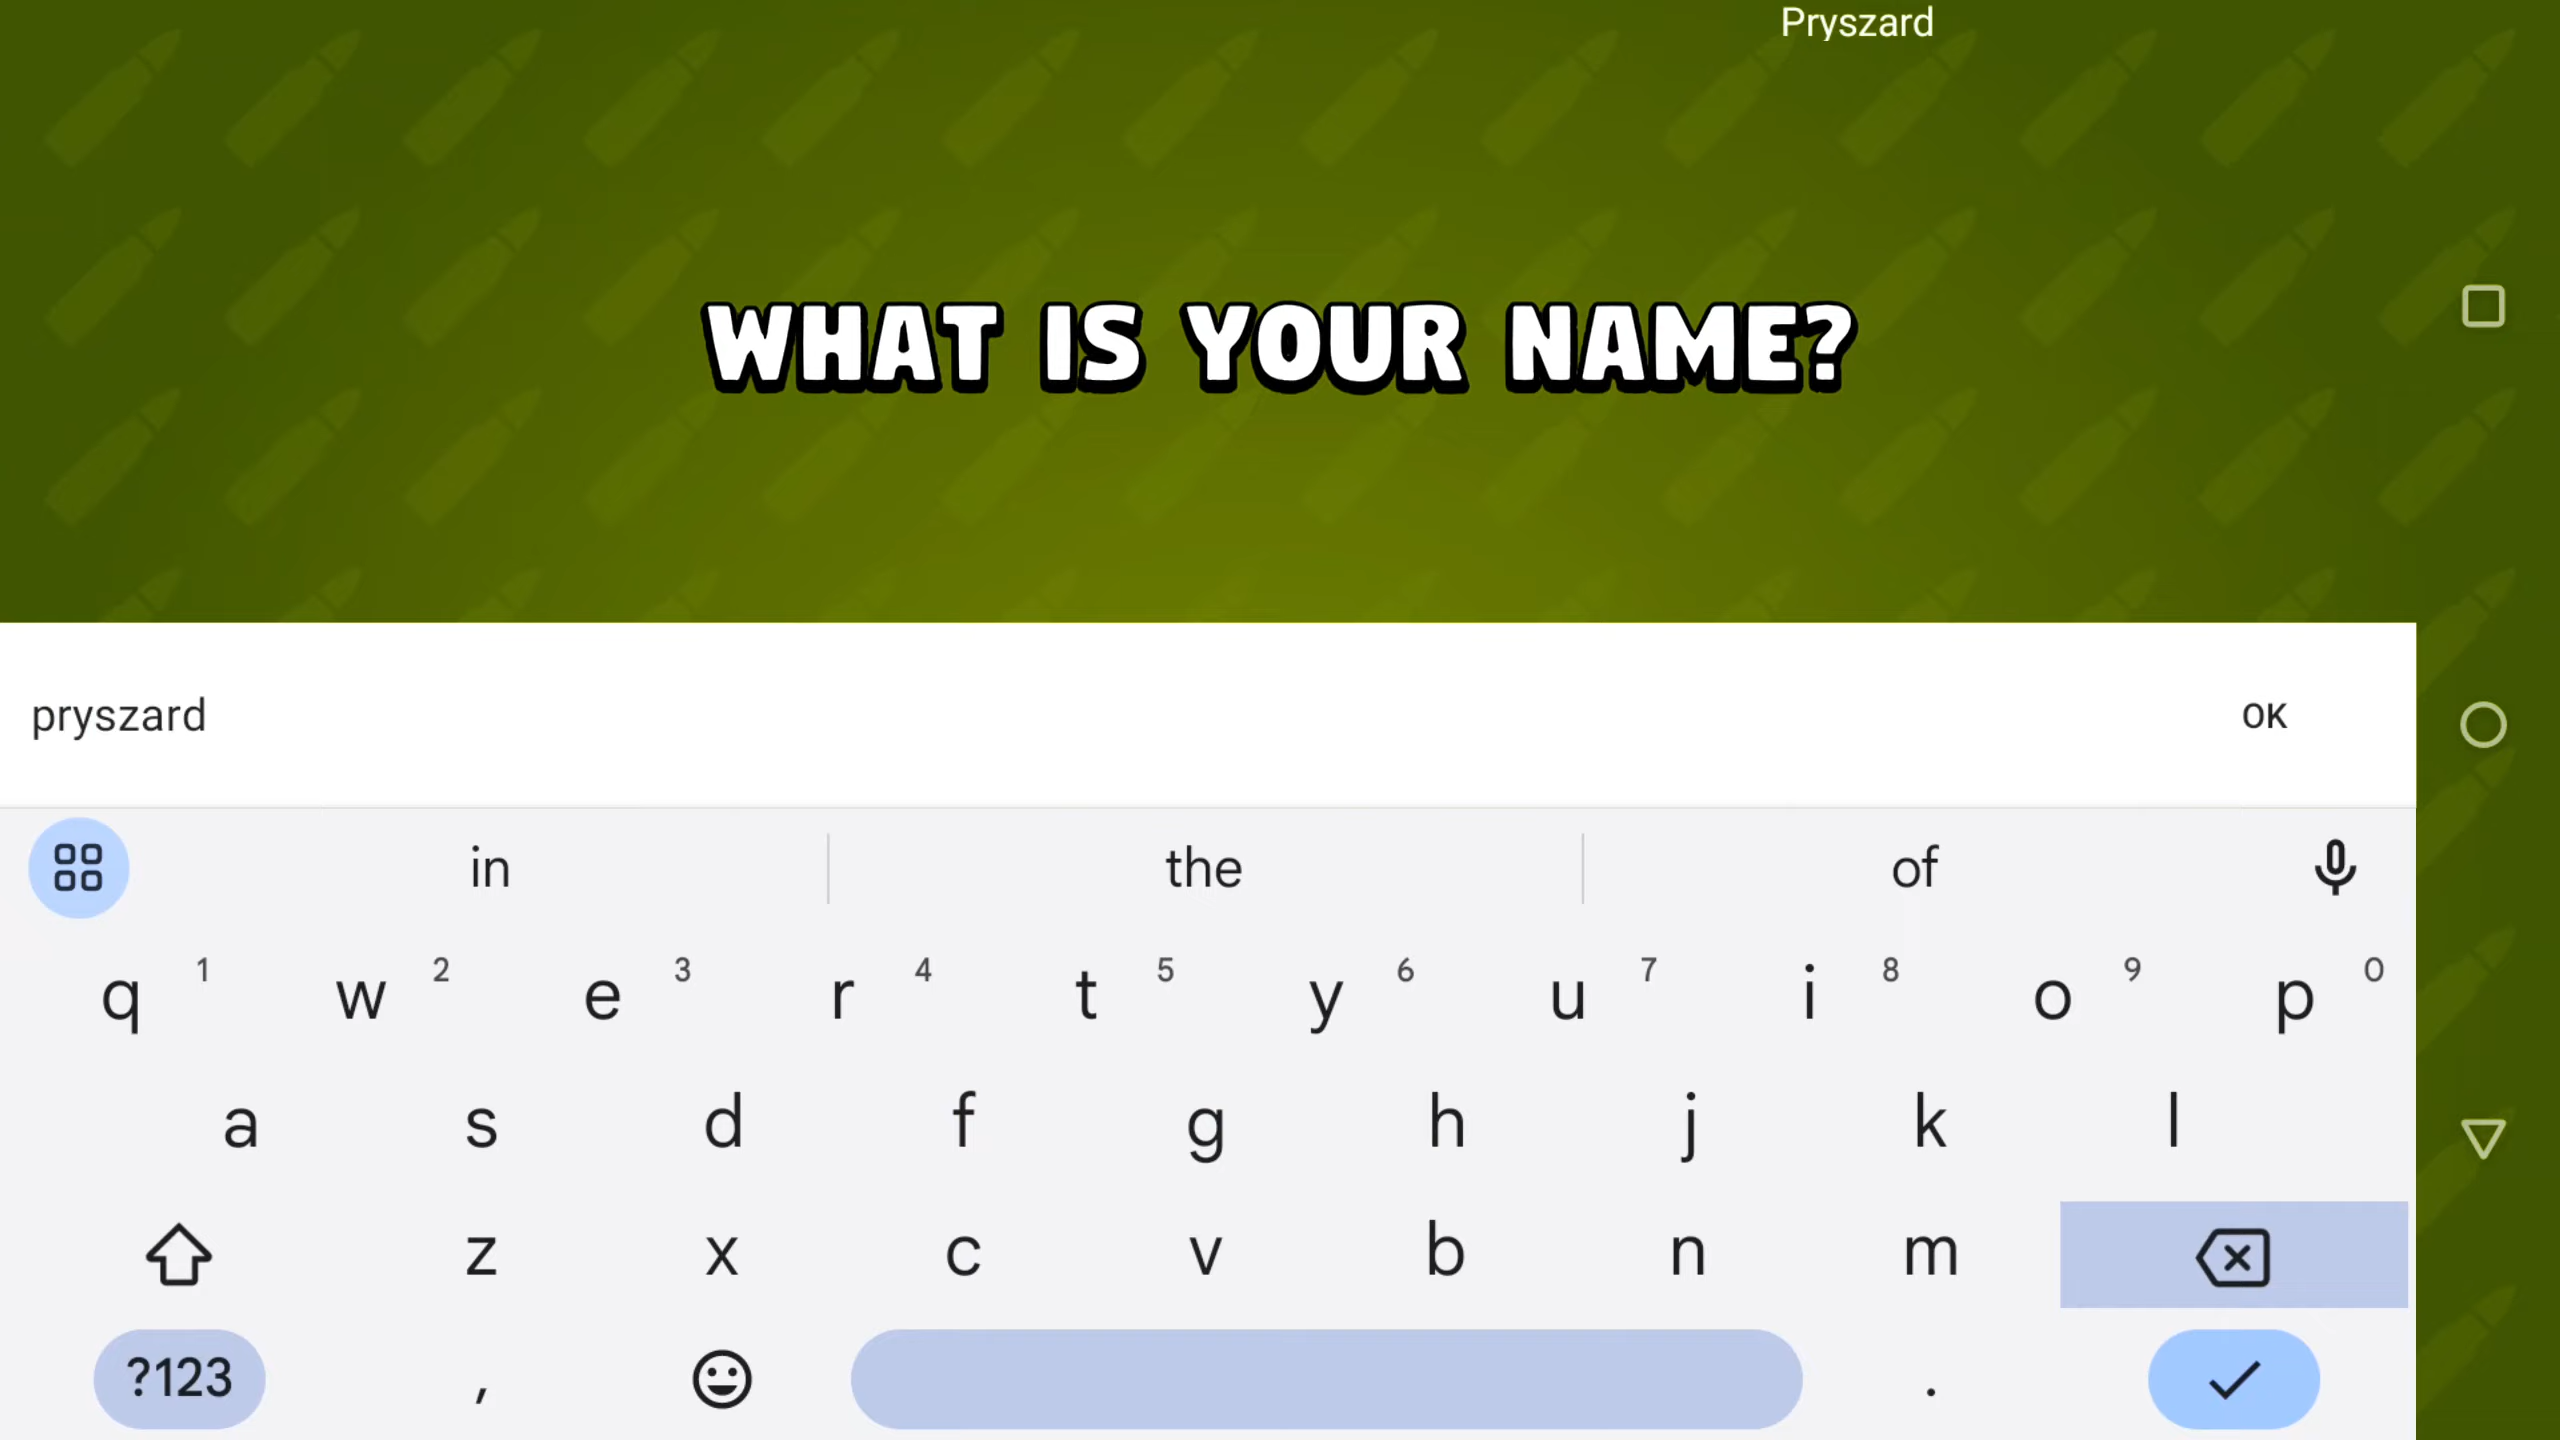 Pryszard
WHAT IS YOUR NAME?
pryszard OK
in the of
q 1 w 2 e 3 r 4 t 5 y 6 u 7 i 8 o 9 p 0
a s d f g h j k l
z x c v b n m
?123 , .